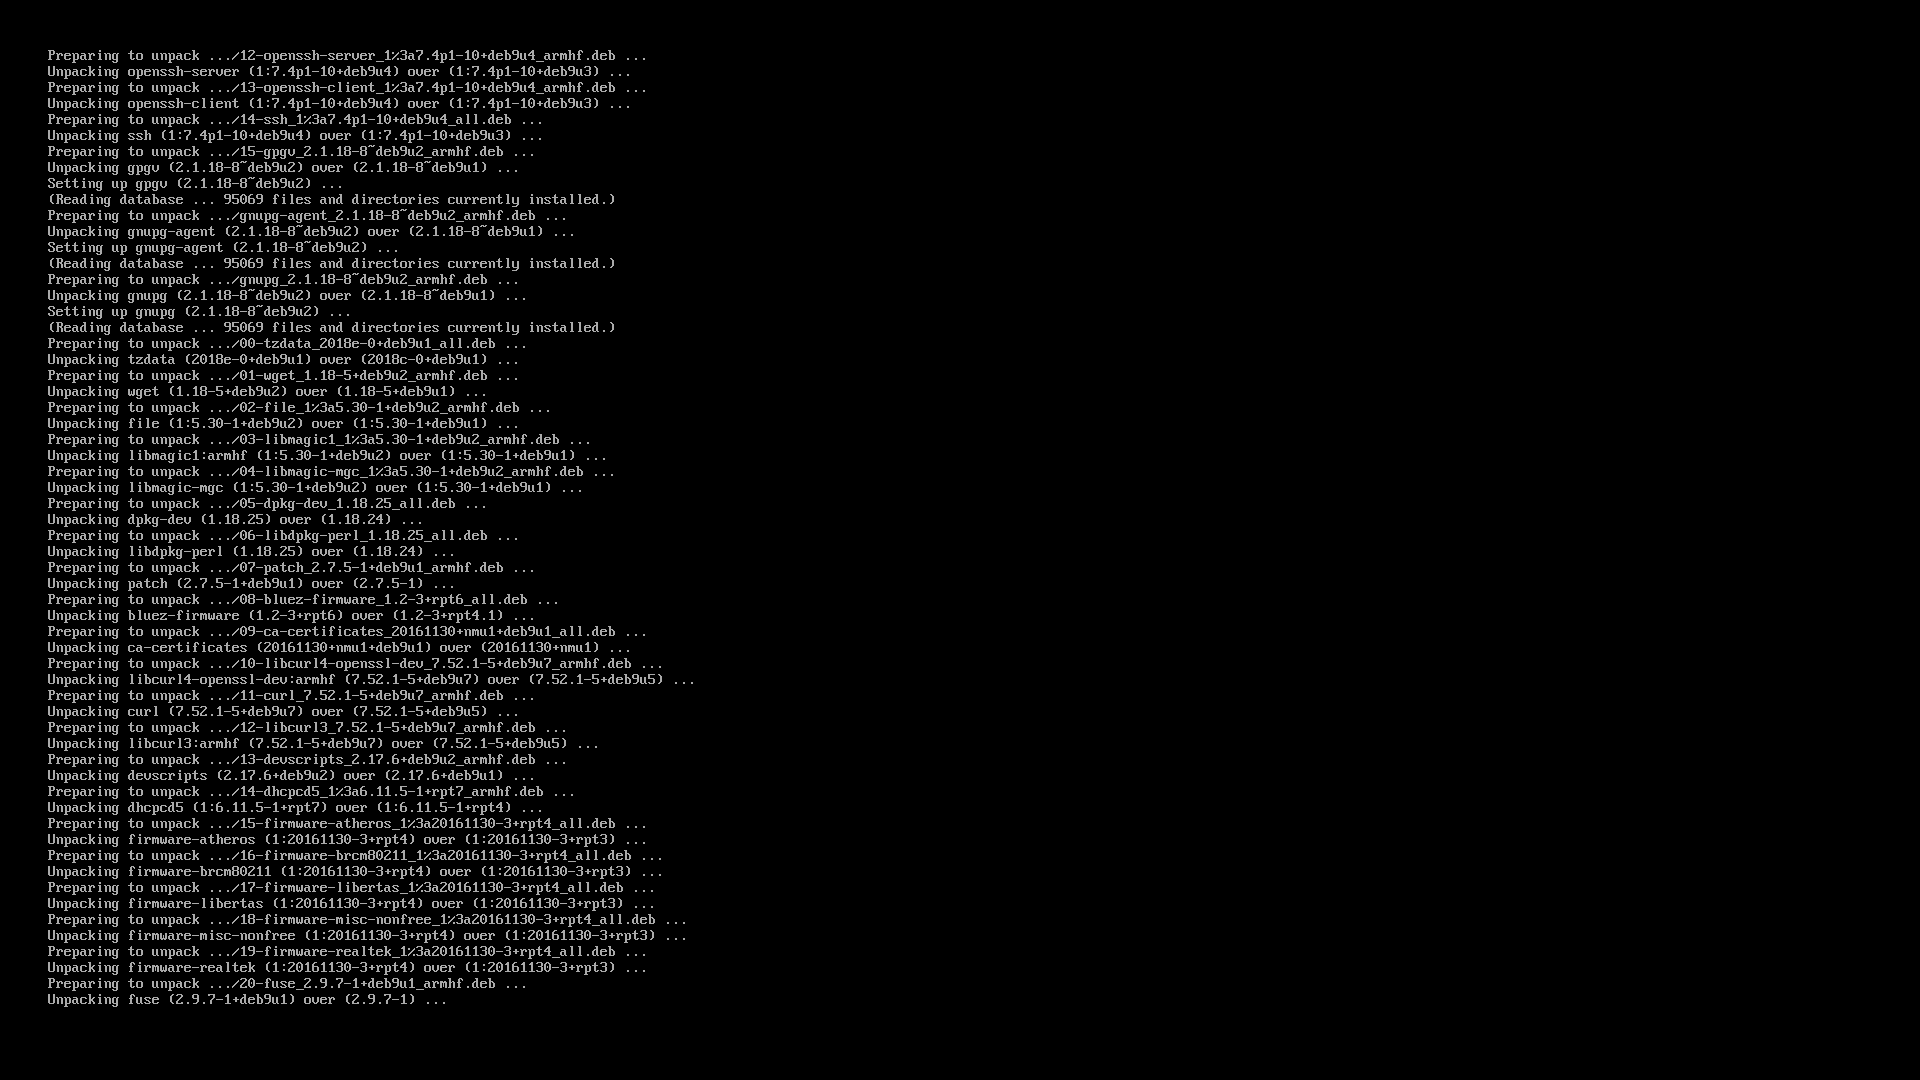 Preparing to unpack .../12-openssh-server_1%3a7.4p1-10+deb9u4_armhf.deb ...
Unpacking openssh-server (1:7.4p1-10+deb9u4) over (1:7.4p1-10+deb9u3) ...
Preparing to unpack .../13-openssh-client_1%3a7.4p1-10+deb9u4_armhf.deb ...
Unpacking openssh-client (1:7.4p1-10+deb9u4) over (1:7.4p1-10+deb9u3) ...
Preparing to unpack .../14-ssh_1%3a7.4p1-10+deb9u4_all.deb ...
Unpacking ssh (1:7.4p1-10+deb9u4) over (1:7.4p1-10+deb9u3) ...
Preparing to unpack .../15-gpgv_2.1.18-8~deb9u2_armhf.deb ...
Unpacking gpgv (2.1.18-8~deb9u2) over (2.1.18-8~deb9u1) ...
Setting up gpgv (2.1.18-8~deb9u2) ...
(Reading database ... 95069 files and directories currently installed.)
Preparing to unpack .../gnupg-agent_2.1.18-8~deb9u2_armhf.deb ...
Unpacking gnupg-agent (2.1.18-8~deb9u2) over (2.1.18-8~deb9u1) ...
Setting up gnupg-agent (2.1.18-8~deb9u2) ...
(Reading database ... 95069 files and directories currently installed.)
Preparing to unpack .../gnupg_2.1.18-8~deb9u2_armhf.deb ...
Unpacking gnupg (2.1.18-8~deb9u2) over (2.1.18-8~deb9u1) ...
Setting up gnupg (2.1.18-8~deb9u2) ...
(Reading database ... 95069 files and directories currently installed.)
Preparing to unpack .../00-tzdata_2018e-0+deb9u1_all.deb ...
Unpacking tzdata (2018e-0+deb9u1) over (2018c-0+deb9u1) ...
Preparing to unpack .../01-wget_1.18-5+deb9u2_armhf.deb ...
Unpacking wget (1.18-5+deb9u2) over (1.18-5+deb9u1) ...
Preparing to unpack .../02-file_1%3a5.30-1+deb9u2_armhf.deb ...
Unpacking file (1:5.30-1+deb9u2) over (1:5.30-1+deb9u1) ...
Preparing to unpack .../03-libmagic1_1%3a5.30-1+deb9u2_armhf.deb ...
Unpacking libmagic1:armhf (1:5.30-1+deb9u2) over (1:5.30-1+deb9u1) ...
Preparing to unpack .../04-libmagic-mgc_1%3a5.30-1+deb9u2_armhf.deb ...
Unpacking libmagic-mgc (1:5.30-1+deb9u2) over (1:5.30-1+deb9u1) ...
Preparing to unpack .../05-dpkg-dev_1.18.25_all.deb ...
Unpacking dpkg-dev (1.18.25) over (1.18.24) ...
Preparing to unpack .../06-libdpkg-perl_1.18.25_all.deb ...
Unpacking libdpkg-perl (1.18.25) over (1.18.24) ...
Preparing to unpack .../07-patch_2.7.5-1+deb9u1_armhf.deb ...
Unpacking patch (2.7.5-1+deb9u1) over (2.7.5-1) ...
Preparing to unpack .../08-bluez-firmware_1.2-3+rpt6_all.deb ...
Unpacking bluez-firmware (1.2-3+rpt6) over (1.2-3+rpt4.1) ...
Preparing to unpack .../09-ca-certificates_20161130+nmu1+deb9u1_all.deb ...
Unpacking ca-certificates (20161130+nmu1+deb9u1) over (20161130+nmu1) ...
Preparing to unpack .../10-libcurl4-openssl-dev_7.52.1-5+deb9u7_armhf.deb ...
Unpacking libcurl4-openssl-dev:armhf (7.52.1-5+deb9u7) over (7.52.1-5+deb9u5) ...
Preparing to unpack .../11-curl_7.52.1-5+deb9u7_armhf.deb ...
Unpacking curl (7.52.1-5+deb9u7) over (7.52.1-5+deb9u5) ...
Preparing to unpack .../12-libcurl3_7.52.1-5+deb9u7_armhf.deb ...
Unpacking libcurl3:armhf (7.52.1-5+deb9u7) over (7.52.1-5+deb9u5) ...
Preparing to unpack .../13-devscripts_2.17.6+deb9u2_armhf.deb ...
Unpacking devscripts (2.17.6+deb9u2) over (2.17.6+deb9u1) ...
Preparing to unpack .../14-dhcpcd5_1%3a6.11.5-1+rpt7_armhf.deb ...
Unpacking dhcpcd5 (1:6.11.5-1+rpt7) over (1:6.11.5-1+rpt4) ...
Preparing to unpack .../15-firmware-atheros_1%3a20161130-3+rpt4_all.deb ...
Unpacking firmware-atheros (1:20161130-3+rpt4) over (1:20161130-3+rpt3) ...
Preparing to unpack .../16-firmware-brcm80211_1%3a20161130-3+rpt4_all.deb ...
Unpacking firmware-brcm80211 (1:20161130-3+rpt4) over (1:20161130-3+rpt3) ...
Preparing to unpack .../17-firmware-libertas_1%3a20161130-3+rpt4_all.deb ...
Unpacking firmware-libertas (1:20161130-3+rpt4) over (1:20161130-3+rpt3) ...
Preparing to unpack .../18-firmware-misc-nonfree_1%3a20161130-3+rpt4_all.deb ...
Unpacking firmware-misc-nonfree (1:20161130-3+rpt4) over (1:20161130-3+rpt3) ...
Preparing to unpack .../19-firmware-realtek_1%3a20161130-3+rpt4_all.deb ...
Unpacking firmware-realtek (1:20161130-3+rpt4) over (1:20161130-3+rpt3) ...
Preparing to unpack .../20-fuse_2.9.7-1+deb9u1_armhf.deb ...
Unpacking fuse (2.9.7-1+deb9u1) over (2.9.7-1) ...